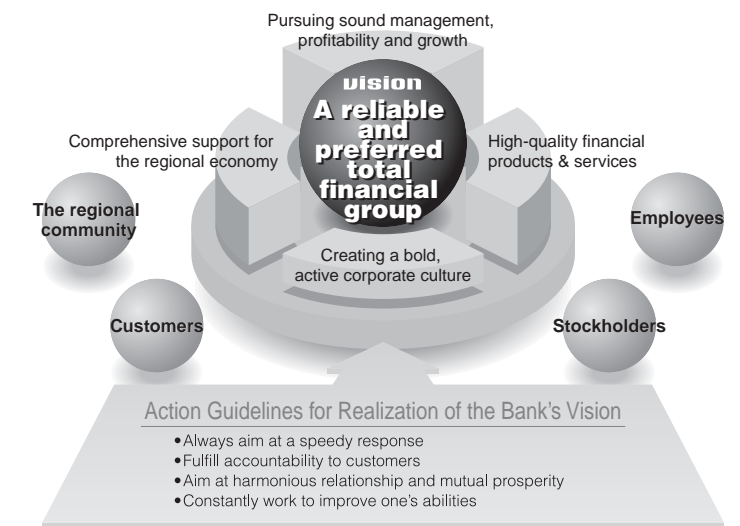 Pursuing sound management,
profitability and growth
vision
A reliable
and
preferred
total
financial
group
Comprehensive support for
the regional economy
High-quality financial
products & services
The regional
community
Employees
Creating a bold,
active corporate culture
Customers
Stockholders
Action Guidelines for Realization of the Bank's Vision
•Always aim at a speedy response
•Fulfill accountability to customers
•Aim at harmonious relationship and mutual prosperity
•Constantly work to improve one's abilities